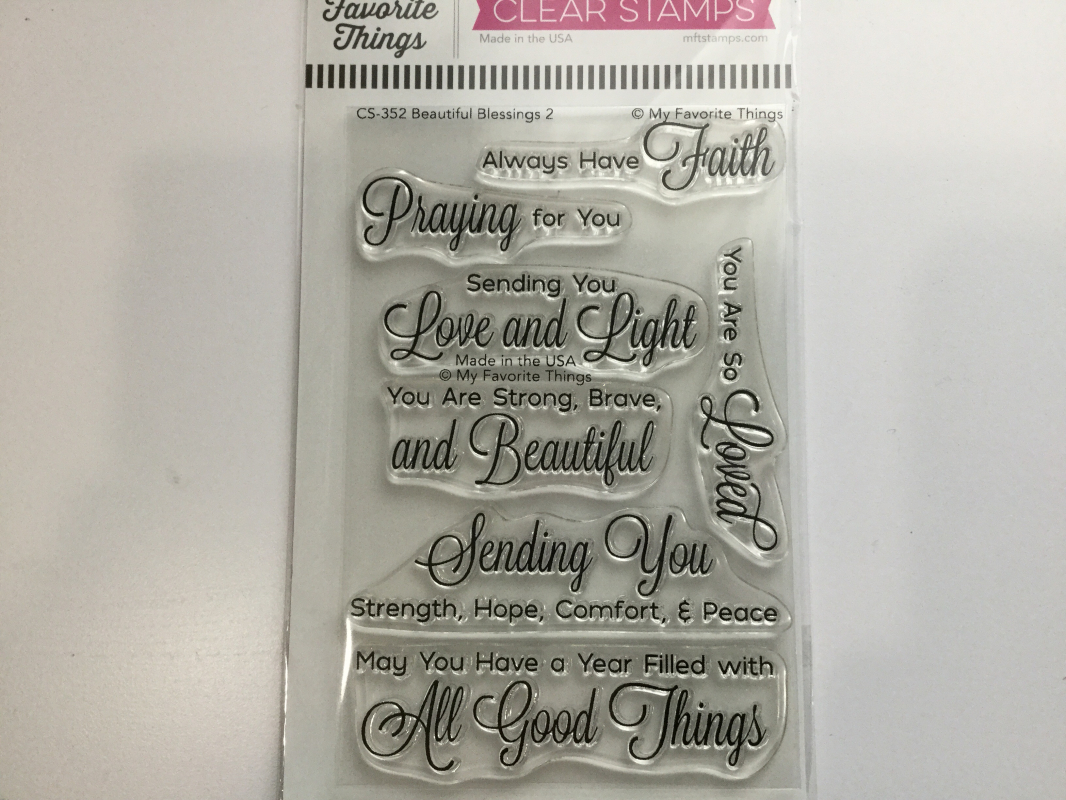 Favorite
Things
CLEAR STAMPS
Made in the USA
mftstamps.com
CS-352 Beautiful Blessings 2
© My Favorite Things
Always Have Faith
Praying for You
Sending You
Love and Light
Made in the USA
© My Favorite Things
You Are So Loved
You Are Strong, Brave,
and Beautiful
Sending You
Strength, Hope, Comfort, & Peace
May You Have a Year Filled with
All Good Things